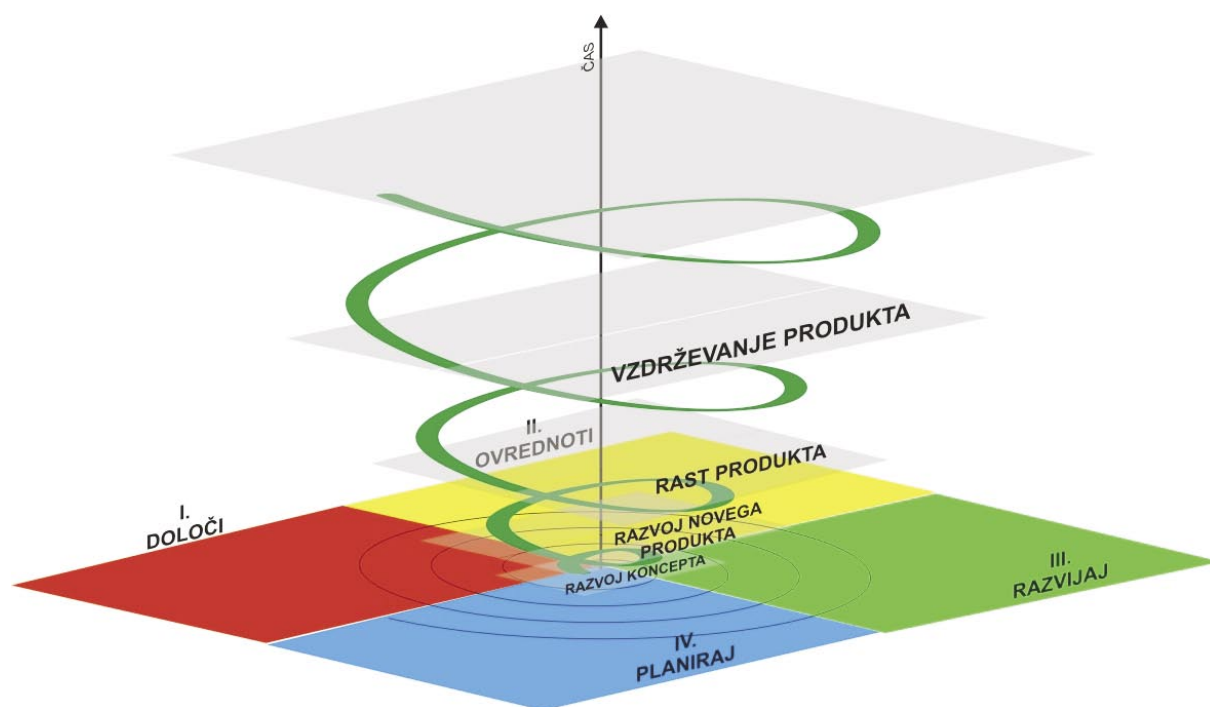 ČAS
VZDRŽEVANJE PRODUKTA
II.
OVREDNOTI
RAST PRODUKTA
I.
DOLOČI
RAZVOJ NOVEGA
PRODUKTA
RAZVOJ KONCEPTA
III.
RAZVIJAJ
IV.
PLANIRAJ